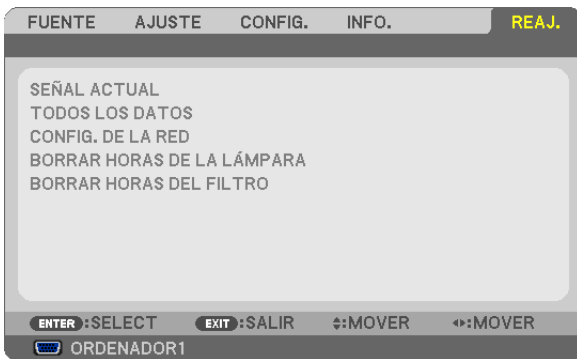 FUENTE AJUSTE CONFIG. INFO. REAJ.
SEÑAL ACTUAL
TODOS LOS DATOS
CONFIG. DE LA RED
BORRAR HORAS DE LA LÁMPARA
BORRAR HORAS DEL FILTRO
ENTER :SELECT EXIT :SALIR :MOVER :MOVER
ORDENADOR1